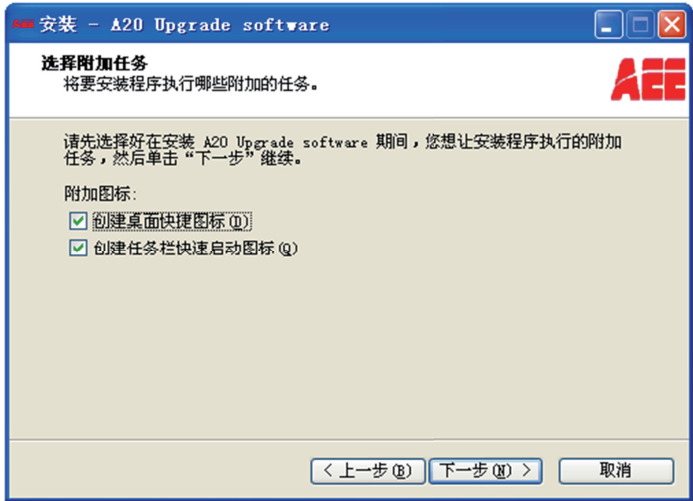 AEE 安装 - A20 Upgrade software
选择附加任务
将要安装程序执行哪些附加的任务。
AEE
请先选择好在安装 A20 Upgrade software 期间，您想让安装程序执行的附加
任务，然后单击“下一步”继续。
附加图标:
创建桌面快捷图标(D)
创建任务栏快速启动图标(Q)
< 上一步(B) 下一步(N) > 取消